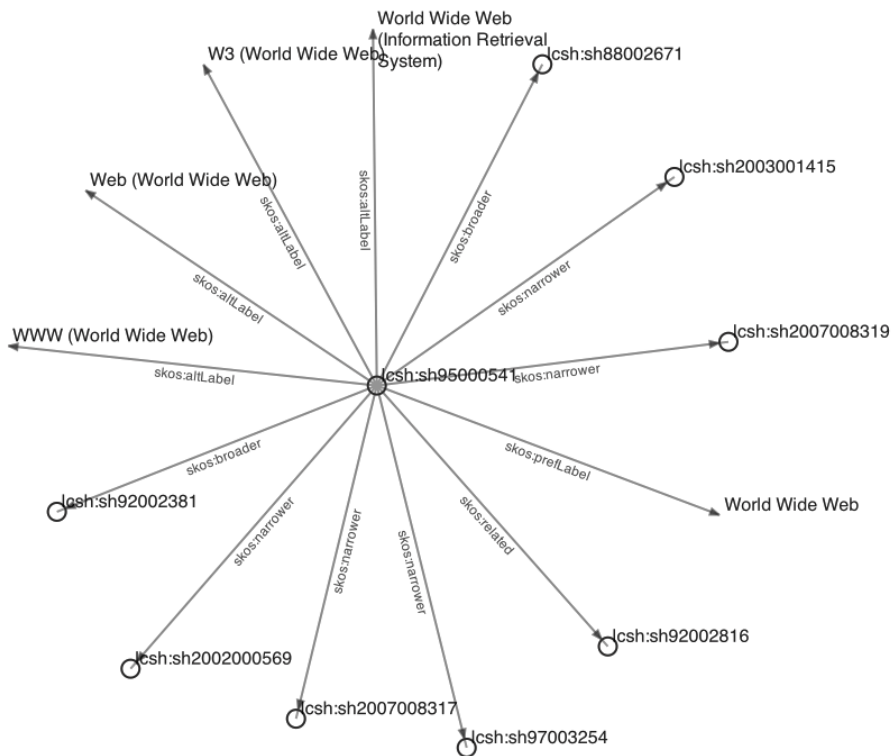 World Wide Web
(Information Retrieval
System)
W3 (World Wide Web)
lcsh:sh88002671
lcsh:sh2003001415
Web (World Wide Web)
skos:altLabel
skos:altLabel
skos:broader
skos:narrower
skos:altLabel
WWW (World Wide Web)
lcsh:sh2007008319
skos:altLabel
lcsh:sh95000541
skos:narrower
skos:broader
skos:prefLabel
lcsh:sh92002381
World Wide Web
skos:narrower
skos:narrower
skos:narrower
skos:related
lcsh:sh92002816
lcsh:sh2002000569
lcsh:sh2007008317
lcsh:sh97003254